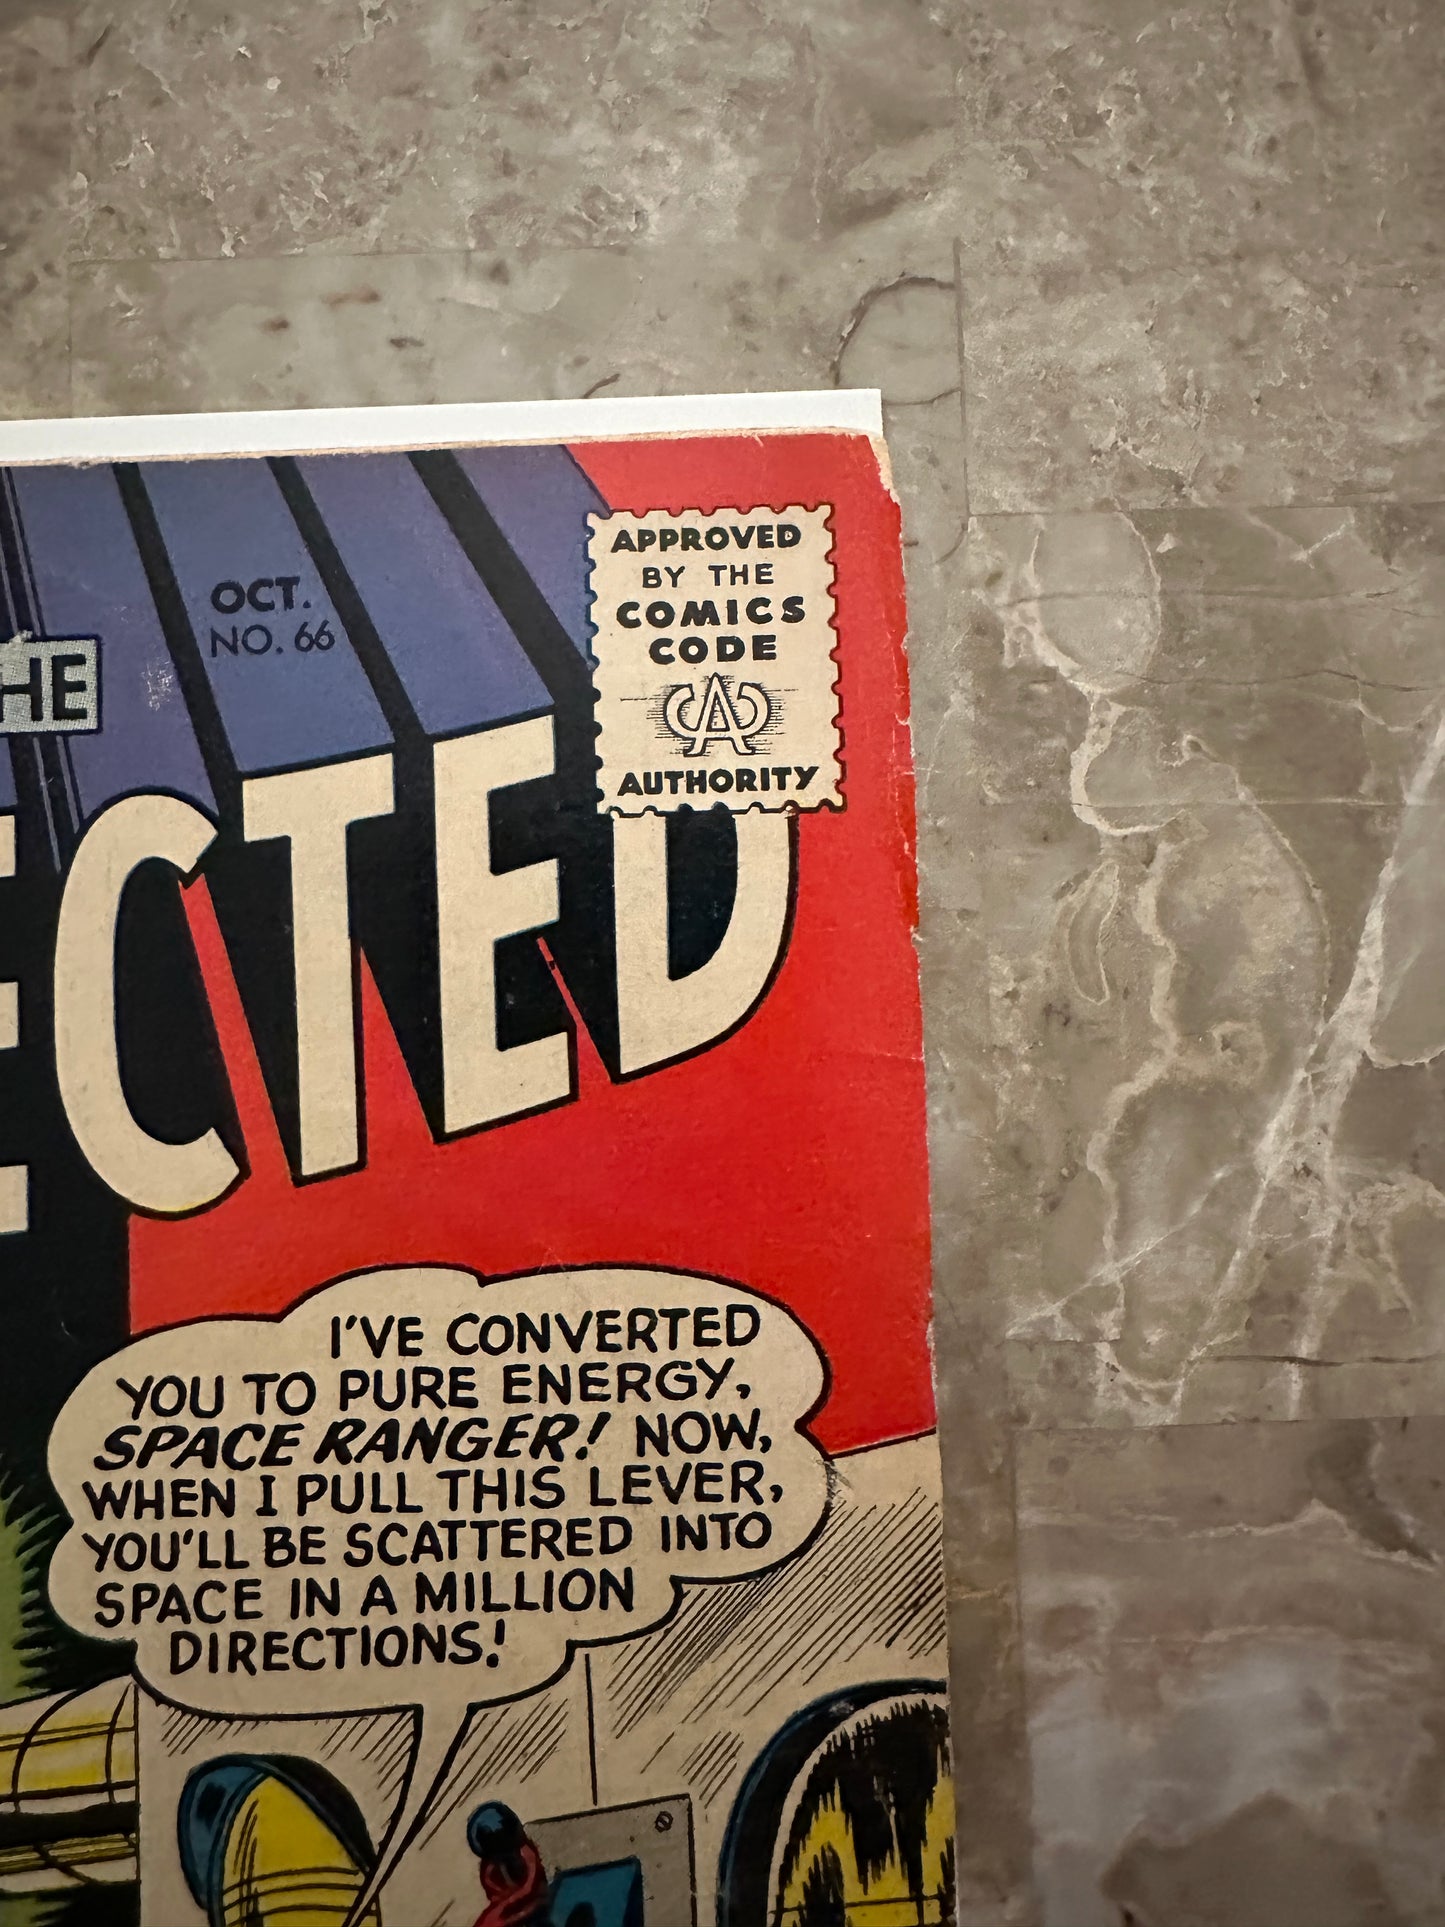 OCT.
NO. 66
HE
ECTED
APPROVED
BY THE
COMICS
CODE
CA
AUTHORITY
I'VE CONVERTED
YOU TO PURE ENERGY,
SPACE RANGER! NOW,
WHEN I PULL THIS LEVER,
YOU'LL BE SCATTERED INTO
SPACE IN A MILLION
DIRECTIONS!